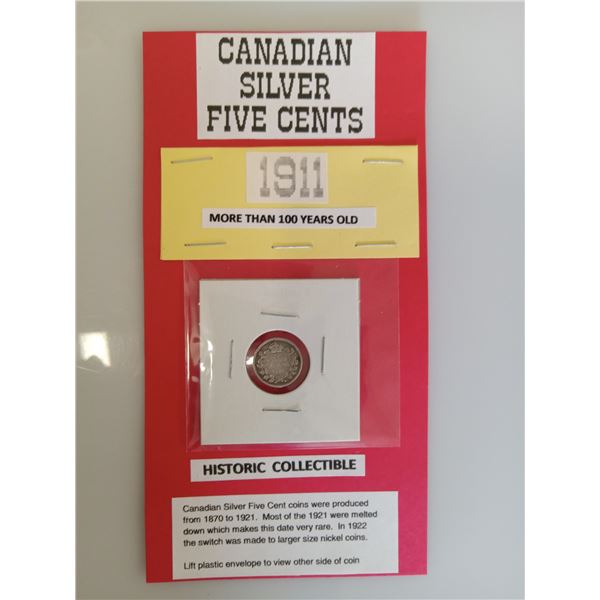 CANADIAN
SILVER
FIVE CENTS
1911
MORE THAN 100 YEARS OLD
HISTORIC COLLECTIBLE
Canadian Silver Five Cent coins were produced
from 1870 to 1921. Most of the 1921 were melted
down which makes this date very rare. In 1922
the switch was made to larger size nickel coins.
Lift plastic envelope to view other side of coin